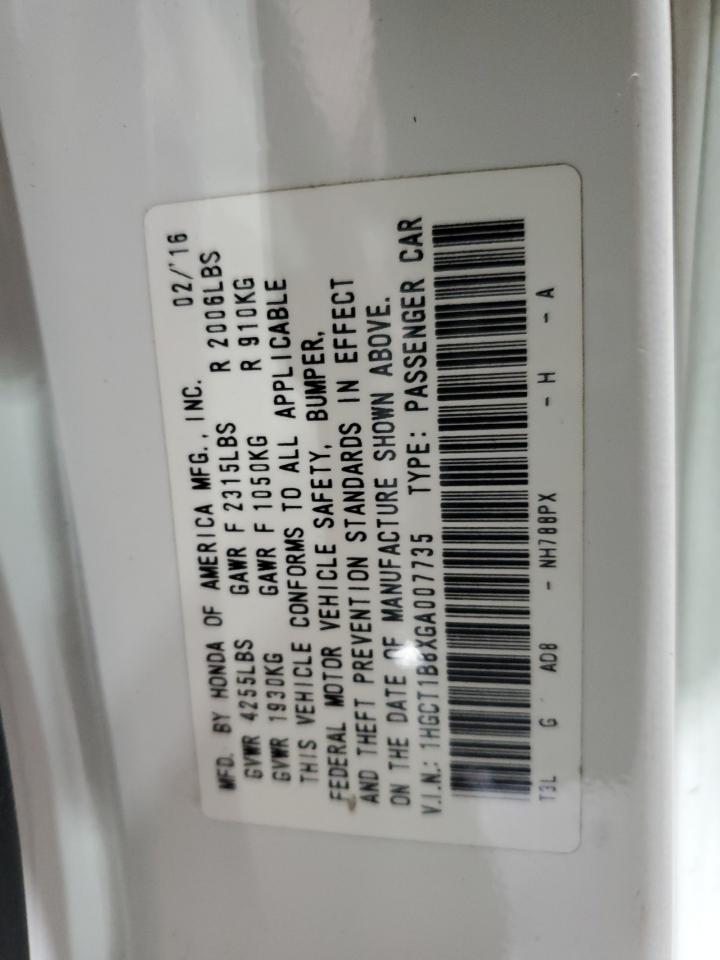 MFD. BY HONDA OF AMERICA MFG., INC. 02/'16
GVWR 4255LBS GAWR F 2315LBS R 2006LBS
GVWR 1930KG GAWR F 1050KG R 910KG
THIS VEHICLE CONFORMS TO ALL APPLICABLE
FEDERAL MOTOR VEHICLE SAFETY, BUMPER,
AND THEFT PREVENTION STANDARDS IN EFFECT
ON THE DATE OF MANUFACTURE SHOWN ABOVE.
V.I.N.: 1HGCT1B8XGA007735 TYPE: PASSENGER CAR
T3L G AD8 - NH788PX - H - A